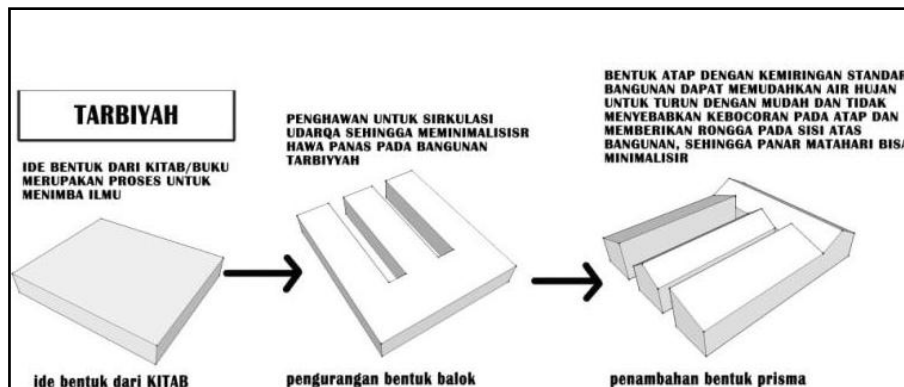 TARBIYAH
IDE BENTUK DARI KITAB/BUKU
MERUPAKAN PROSES UNTUK
MENIMBA ILMU
ide bentuk dari KITAB
PENGHAWAN UNTUK SIRKULASI
UDARQA SEHINGGA MEMINIMALISISR
HAWA PANAS PADA BANGUNAN
TARBIYYAH
pengurangan bentuk balok
BENTUK ATAP DENGAN KEMIRINGAN STANDAR
BANGUNAN DAPAT MEMUDAHKAN AIR HUJAN
UNTUK TURUN DENGAN MUDAH DAN TIDAK
MENYEBABKAN KEBOCORAN PADA ATAP DAN
MEMBERIKAN RONGGA PADA SISI ATAS
BANGUNAN, SEHINGGA PANAR MATAHARI BISA
MINIMALISIR
penambahan bentuk prisma